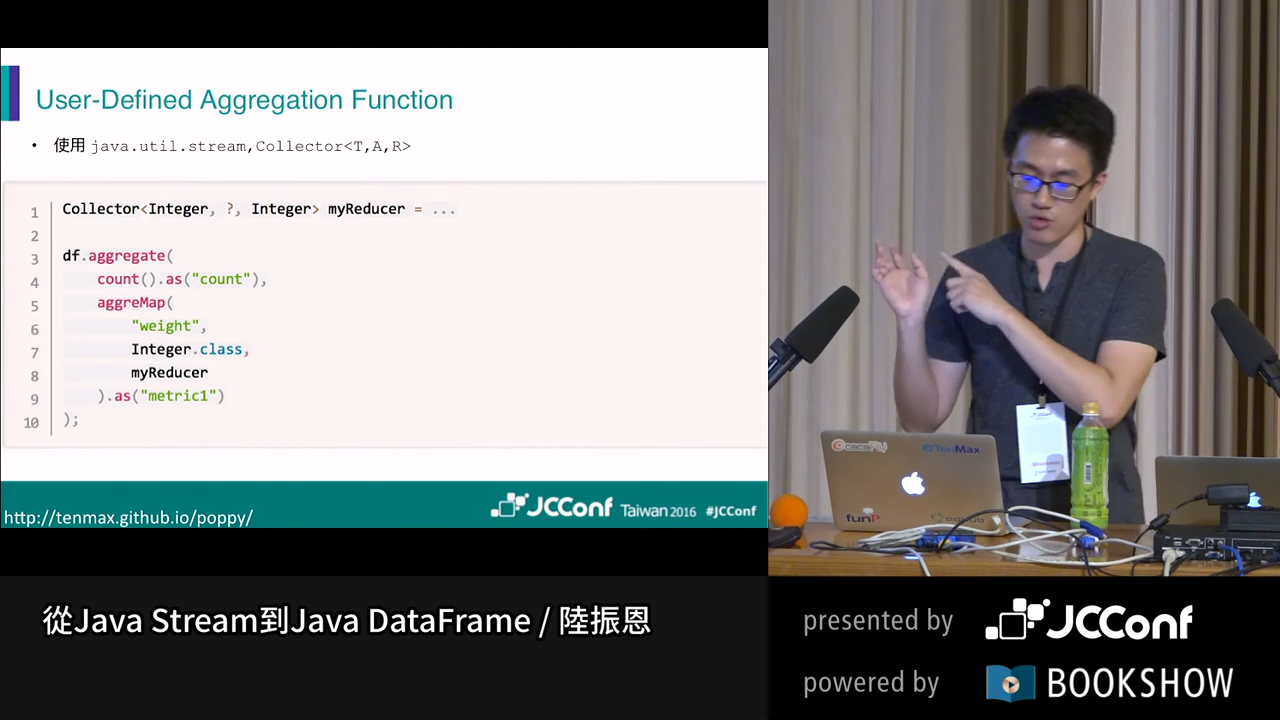 User-Defined Aggregation Function
• 使用 java.util.stream,Collector<T,A,R>
1 Collector<Integer, ?, Integer> myReducer = ...
2
3 df.aggregate(
4 count().as("count"),
5 aggreMap(
6 "weight",
7 Integer.class,
8 myReducer
9 ).as("metric1")
10 );
http://tenmax.github.io/poppy/
JCConf Taiwan 2016 #JCConf
TenMax
funP
從Java Stream到Java DataFrame / 陸振恩
presented by JCConf
powered by BOOKSHOW